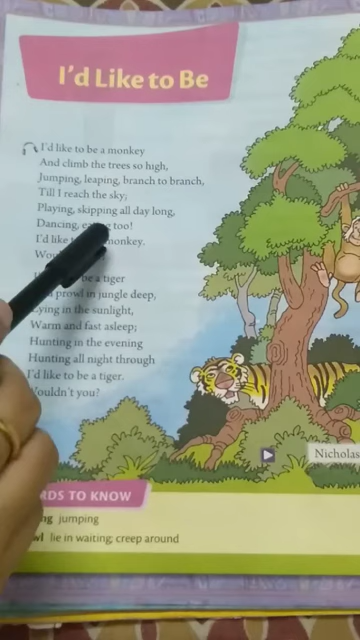 I'd Like to Be
I'd like to be a monkey
And climb the trees so high,
Jumping, leaping, branch to branch,
Till I reach the sky;
Playing, skipping all day long,
Dancing, too!
I'd like monkey.
be a tiger
prowl in jungle deep,
Lying in the sunlight,
Warm and fast asleep;
Hunting in the evening
Hunting all night through
I'd like to be a tiger.
Wouldn't you?
Nicholas
TO KNOW
jumping
lie in waiting; creep around